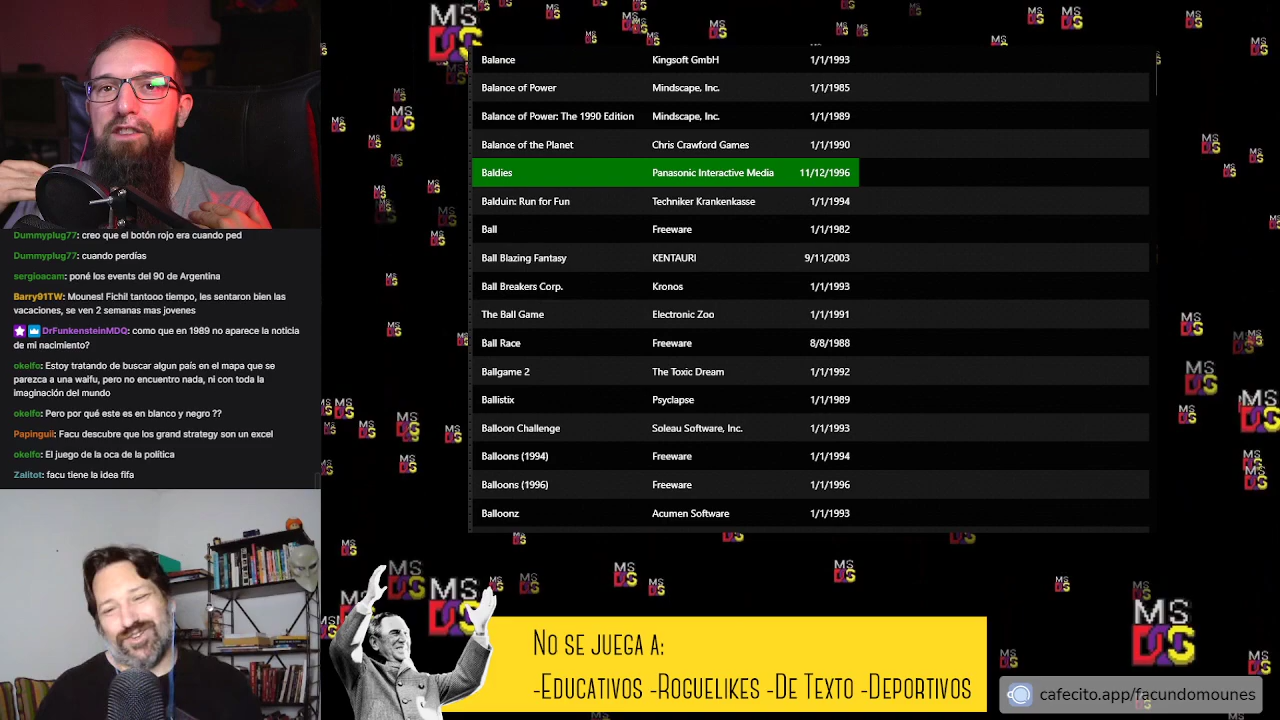 Dummyplug77: creo que el botón rojo era cuando ped
Dummyplug77: cuando perdías
sergioacam: poné los events del 90 de Argentina
Barry91TW: Mounes! Fichil tantooo tiempo, les sentaron bien las
vacaciones, se ven 2 semanas mas jovenes
DrFunkensteinMDQ: como que en 1989 no aparece la noticia
de mi nacimiento?
okelfo: Estoy tratando de buscar algun país en el mapa que se
parezca a una waifu, pero no encuentro nada, ni con toda la
imaginación del mundo
okelfo: Pero por qué este es en blanco y negro ??
Papinguil: Facu descubre que los grand strategy son un excel
okelfo: El juego de la oca de la política
Zalitot: facu tiene la idea fifa
Balance Kingsoft GmbH 1/1/1993
Balance of Power Mindscape, Inc. 1/1/1985
Balance of Power: The 1990 Edition Mindscape, Inc. 1/1/1989
Balance of the Planet Chris Crawford Games 1/1/1990
Baldies Panasonic Interactive Media 11/12/1996
Balduin: Run for Fun Techniker Krankenkasse 1/1/1994
Ball Freeware 1/1/1982
Ball Blazing Fantasy KENTAURI 9/11/2003
Ball Breakers Corp. Kronos 1/1/1993
The Ball Game Electronic Zoo 1/1/1991
Ball Race Freeware 8/8/1988
Ballgame 2 The Toxic Dream 1/1/1992
Ballistix Psyclapse 1/1/1989
Balloon Challenge Soleau Software, Inc. 1/1/1993
Balloons (1994) Freeware 1/1/1994
Balloons (1996) Freeware 1/1/1996
Balloonz Acumen Software 1/1/1993
MS
DOS
No se juega a:
-Educativos -Roguelikes -De Texto -Deportivos
cafecito.app/facundomounes